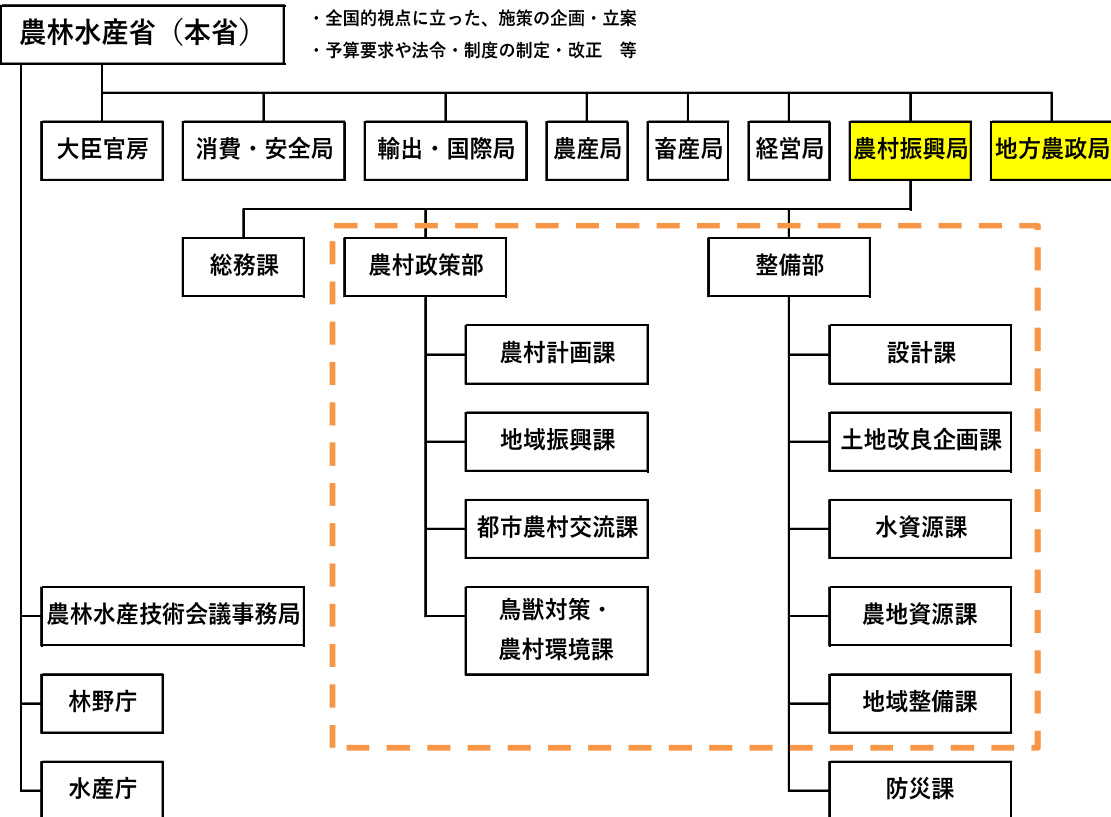 農林水産省（本省）
・全国的視点に立った、施策の企画・立案
・予算要求や法令・制度の制定・改正　等
大臣官房
消費・安全局
輸出・国際局
農産局
畜産局
経営局
農村振興局
地方農政局
総務課
農村政策部
整備部
農村計画課
設計課
地域振興課
土地改良企画課
都市農村交流課
水資源課
農林水産技術会議事務局
鳥獣対策・
農村環境課
農地資源課
林野庁
地域整備課
水産庁
防災課